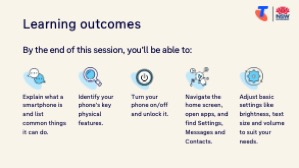 Learning outcomes
NSW
By the end of this session, you'll be able to:
Explain what a
smartphone is
and list
common things
it can do.
Identify your
phone's key
physical
features.
Turn your
phone on/off
and unlock it.
Navigate the
home screen,
open apps, and
find Settings,
Messages and
Contacts.
Adjust basic
settings like
brightness, text
size and volume
to suit your
needs.